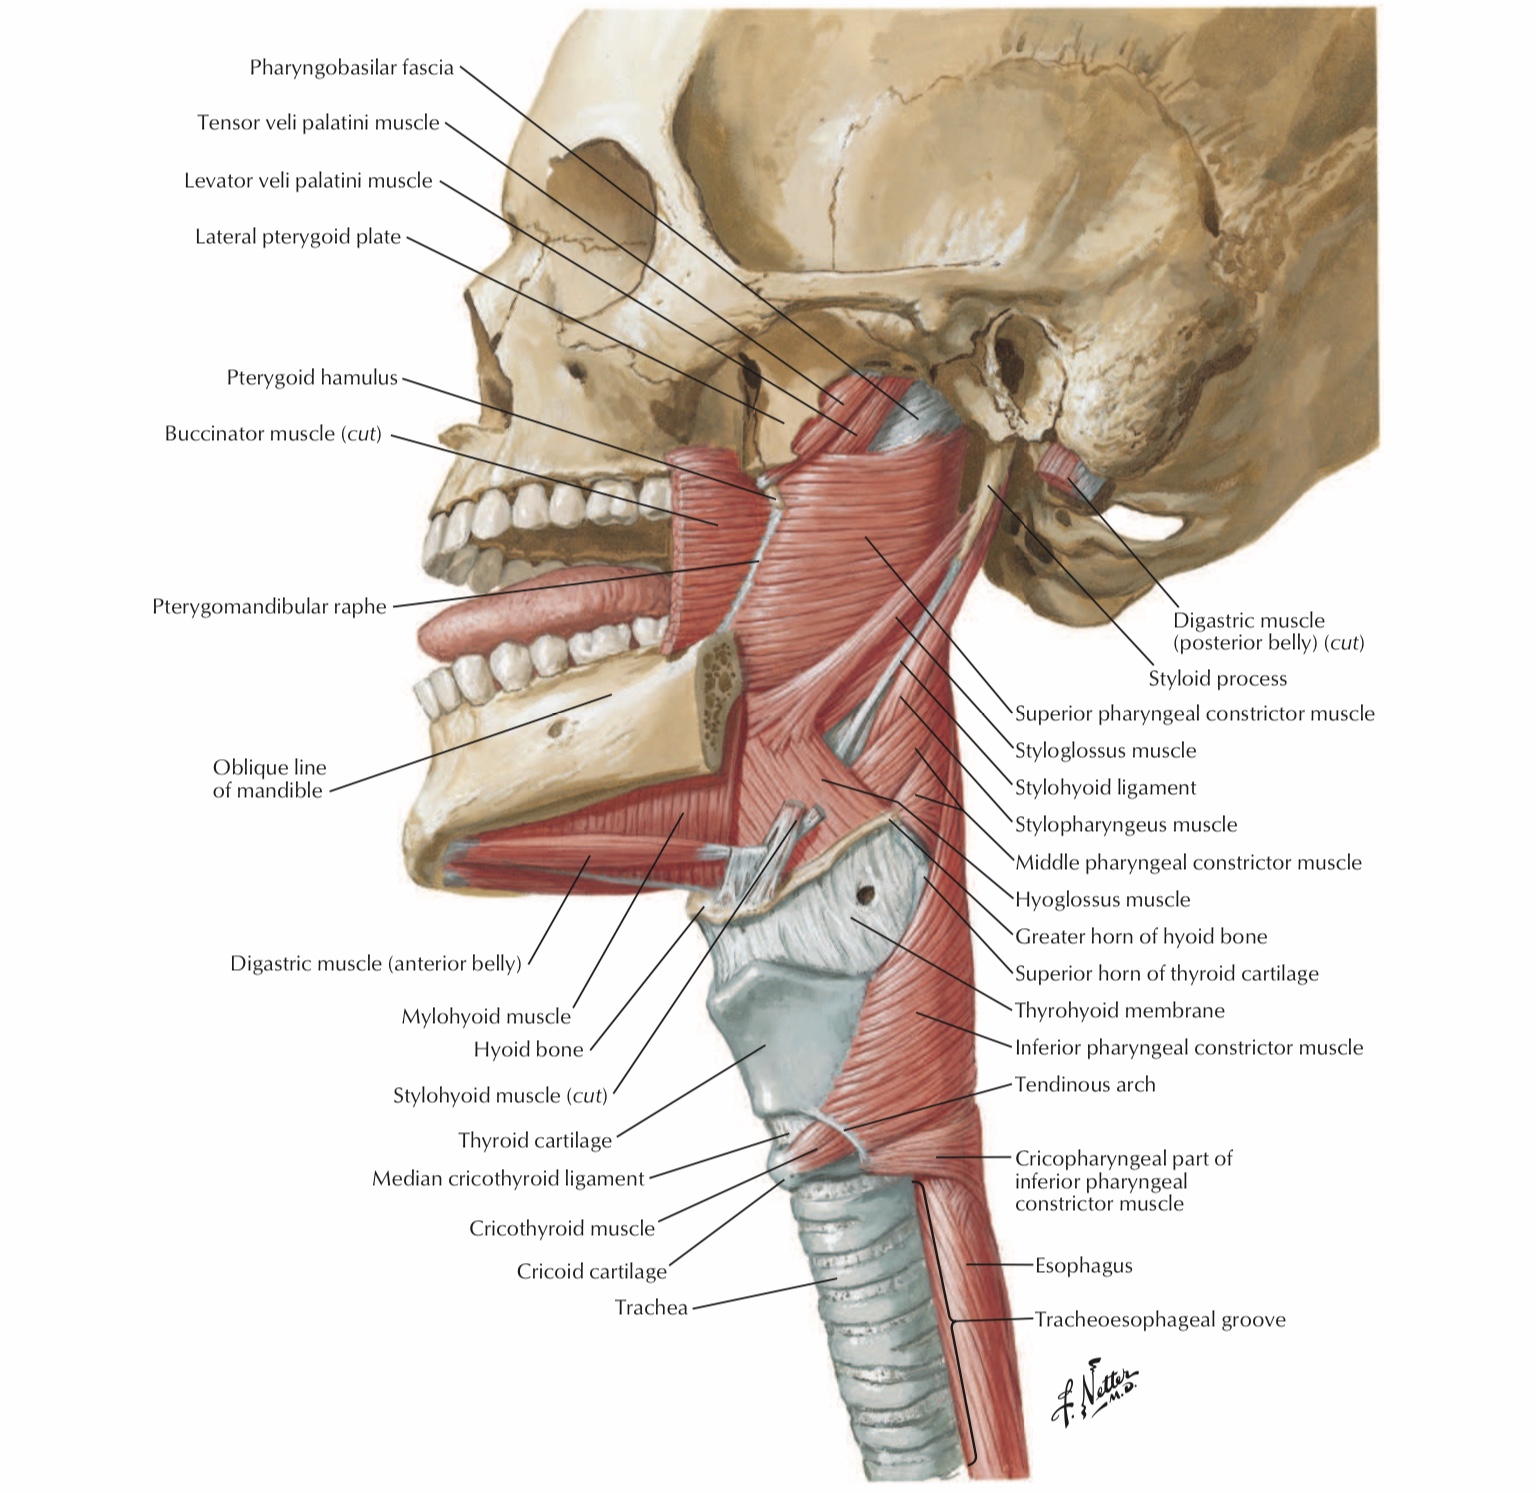 Pharyngobasilar fascia
Tensor veli palatini muscle
Levator veli palatini muscle
Lateral pterygoid plate
Pterygoid hamulus
Buccinator muscle (cut)
Pterygomandibular raphe
Oblique line
of mandible
Digastric muscle (anterior belly)
Mylohyoid muscle
Hyoid bone
Stylohyoid muscle (cut)
Thyroid cartilage
Median cricothyroid ligament
Cricothyroid muscle
Cricoid cartilage
Trachea
Digastric muscle
(posterior belly) (cut)
Styloid process
Superior pharyngeal constrictor muscle
Styloglossus muscle
Stylohyoid ligament
Stylopharyngeus muscle
Middle pharyngeal constrictor muscle
Hyoglossus muscle
Greater horn of hyoid bone
Superior horn of thyroid cartilage
Thyrohyoid membrane
Inferior pharyngeal constrictor muscle
Tendinous arch
Cricopharyngeal part of
inferior pharyngeal
constrictor muscle
Esophagus
Tracheoesophageal groove
F. Netter
M.D.